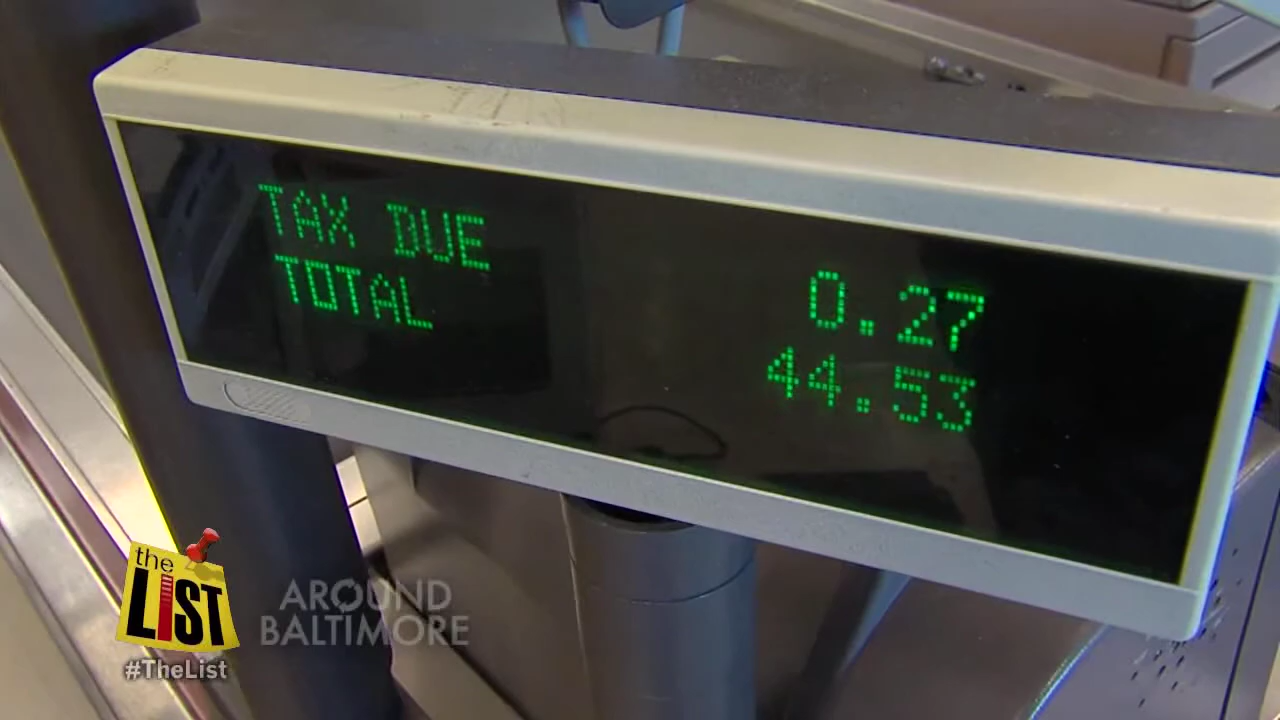 TAX DUE 0.27
TOTAL 44.53
the
LIST
#TheList
AROUND
BALTIMORE